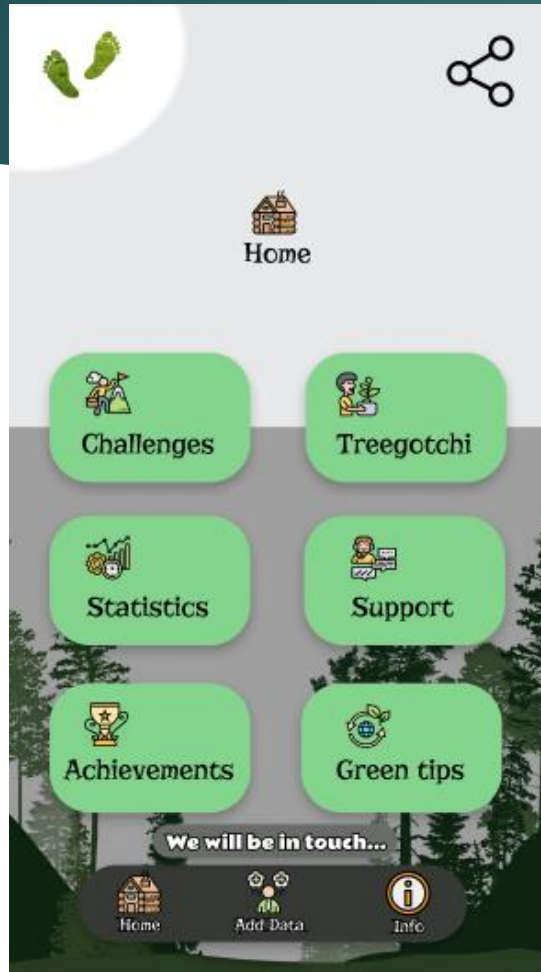 Home
Challenges
Treegotchi
Statistics
Support
Achievements
Green tips
We will be in touch...
Home
Add Data
Info